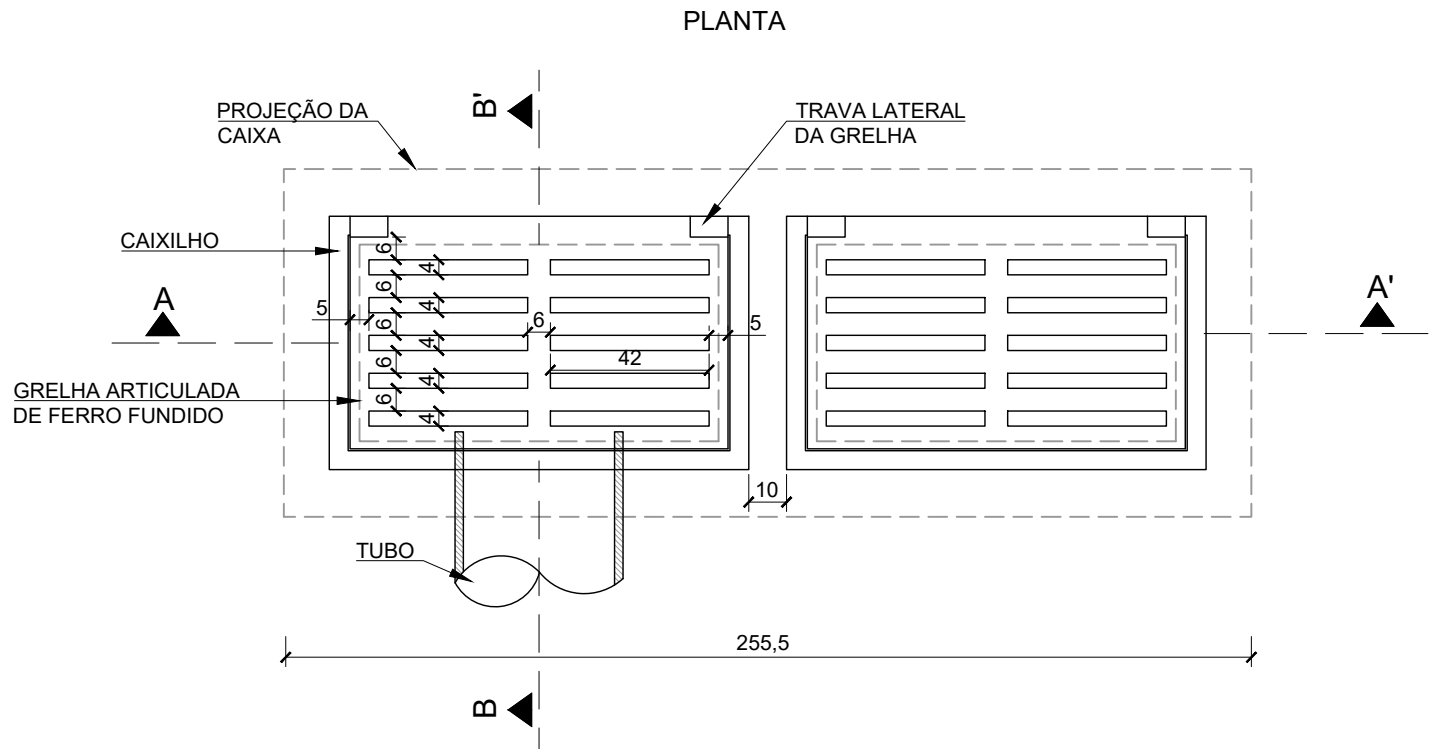 PLANTA
B'
PROJEÇÃO DA
CAIXA
TRAVA LATERAL
DA GRELHA
CAIXILHO
6
4
6
4
A
A'
5
6
4
6
5
42
6
4
GRELHA ARTICULADA
DE FERRO FUNDIDO
6
4
10
TUBO
255,5
B